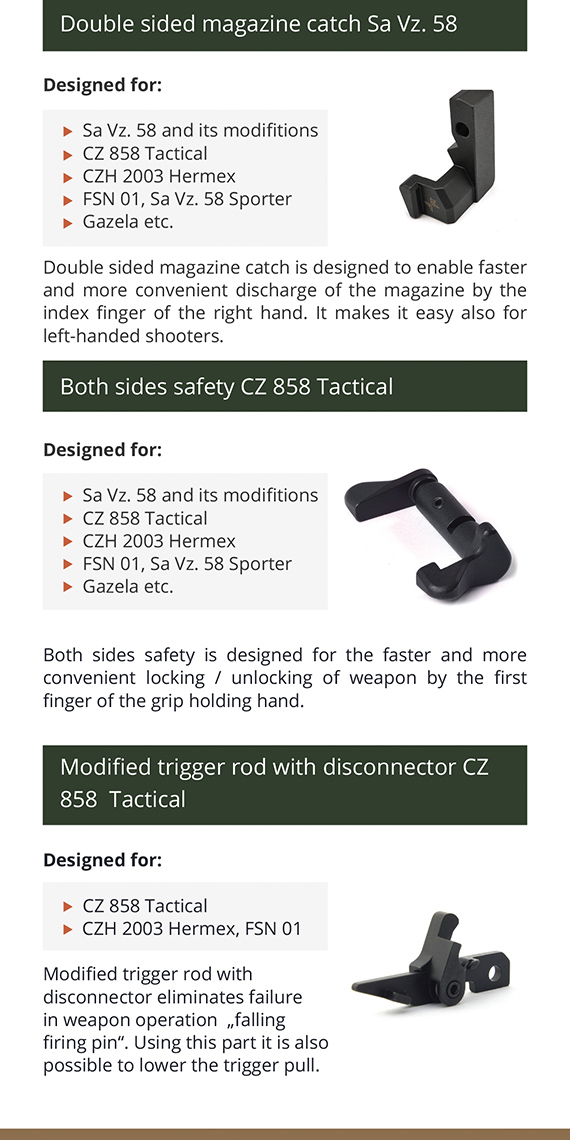 Double sided magazine catch Sa Vz. 58
Designed for:
Sa Vz. 58 and its modifitions
CZ 858 Tactical
CZH 2003 Hermex
FSN 01, Sa Vz. 58 Sporter
Gazela etc.
Double sided magazine catch is designed to enable faster
and more convenient discharge of the magazine by the
index finger of the right hand. It makes it easy also for
left-handed shooters.
Both sides safety CZ 858 Tactical
Designed for:
Sa Vz. 58 and its modifitions
CZ 858 Tactical
CZH 2003 Hermex
FSN 01, Sa Vz. 58 Sporter
Gazela etc.
Both sides safety is designed for the faster and more
convenient locking / unlocking of weapon by the first
finger of the grip holding hand.
Modified trigger rod with disconnector CZ
858  Tactical
Designed for:
CZ 858 Tactical
CZH 2003 Hermex, FSN 01
Modified trigger rod with
disconnector eliminates failure
in weapon operation  „falling
firing pin“. Using this part it is also
possible to lower the trigger pull.